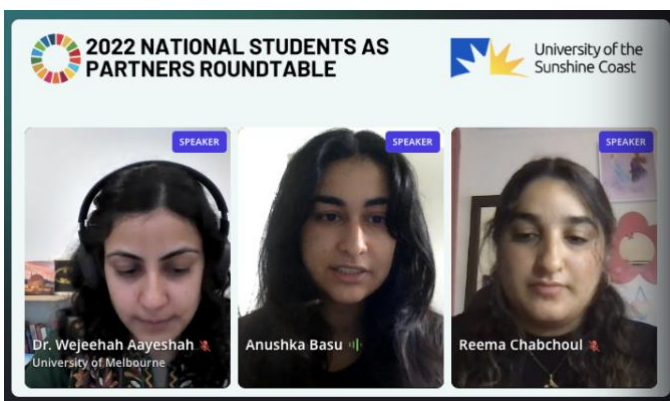 2022 NATIONAL STUDENTS AS
PARTNERS ROUNDTABLE
University of the
Sunshine Coast
SPEAKER
SPEAKER
SPEAKER
Dr. Wejeehah Aayeshah
University of Melbourne
Anushka Basu
Reema Chabchoul